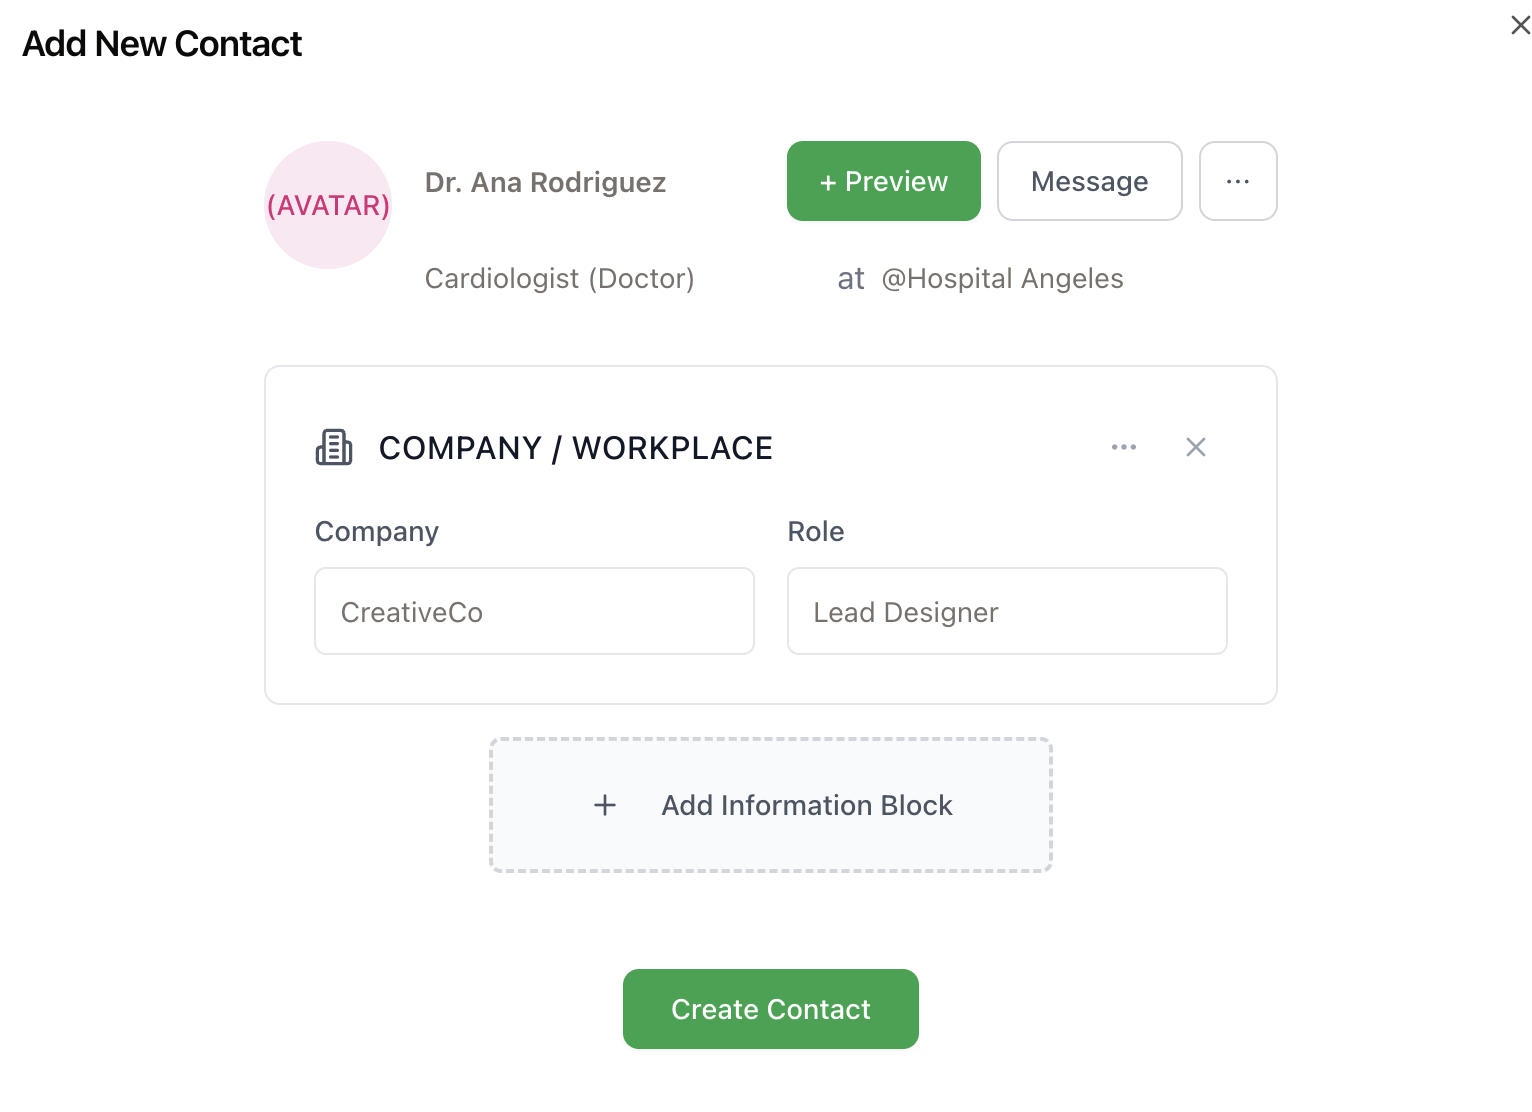 Add New Contact
(AVATAR)
Dr. Ana Rodriguez
+ Preview
Message
...
Cardiologist (Doctor)
at @Hospital Angeles
COMPANY / WORKPLACE
...
Company
Role
CreativeCo
Lead Designer
+ Add Information Block
Create Contact